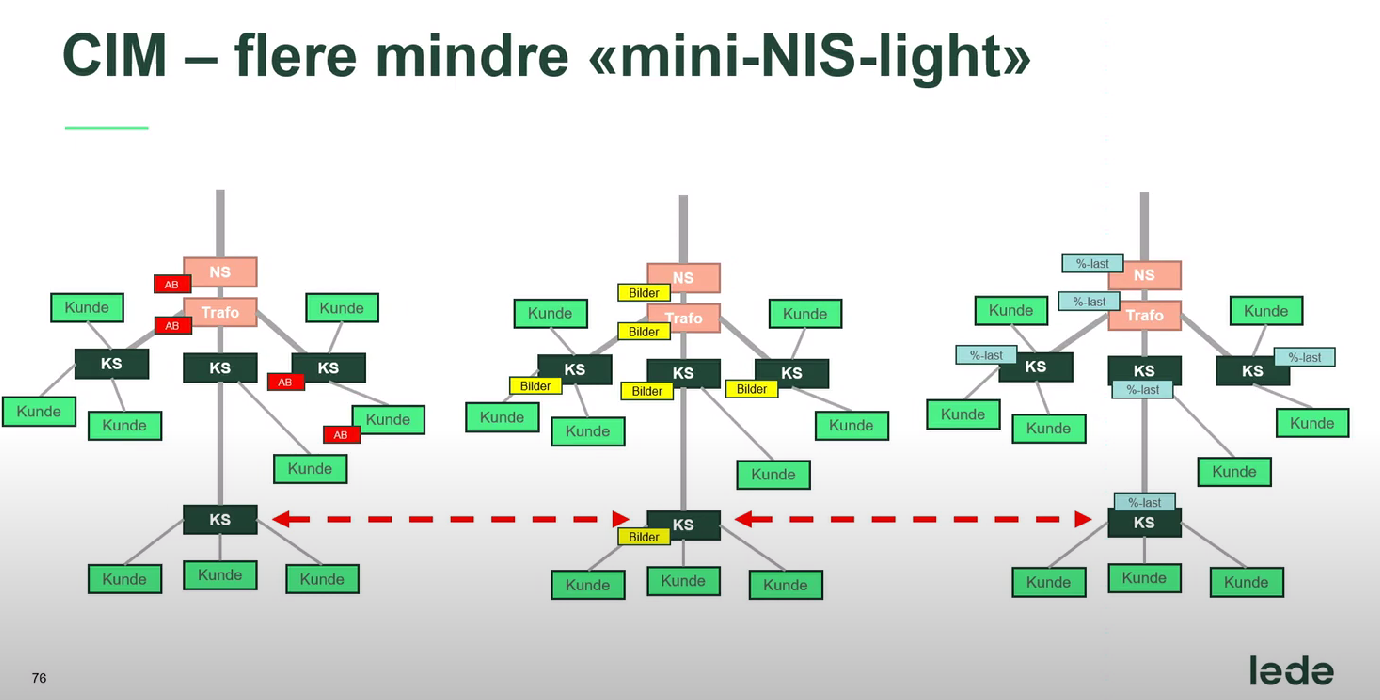 CIM – flere mindre «mini-NIS-light»
NS
AB
Trafo
AB
Kunde
Kunde
KS
KS
KS
AB
Kunde
Kunde
Kunde
AB
Kunde
KS
Kunde
Kunde
Kunde
NS
Bilder
Trafo
Bilder
Kunde
Kunde
KS
KS
KS
Bilder
Bilder
Bilder
Kunde
Kunde
Kunde
Kunde
KS
Bilder
Kunde
Kunde
Kunde
%-last
NS
%-last
Trafo
Kunde
Kunde
%-last
KS
KS
KS
%-last
%-last
Kunde
Kunde
Kunde
Kunde
%-last
KS
Kunde
Kunde
Kunde
76
lede